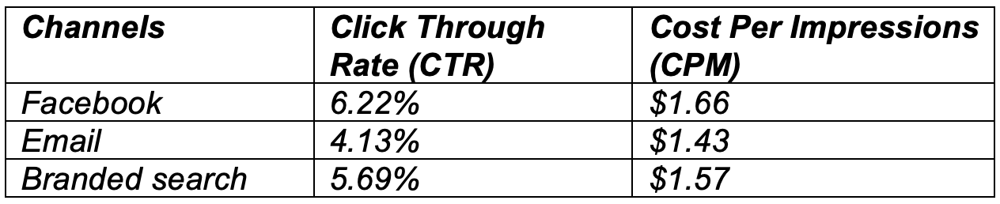 Channels Click Through Rate (CTR) Cost Per Impressions (CPM)
Facebook 6.22% $1.66
Email 4.13% $1.43
Branded search 5.69% $1.57